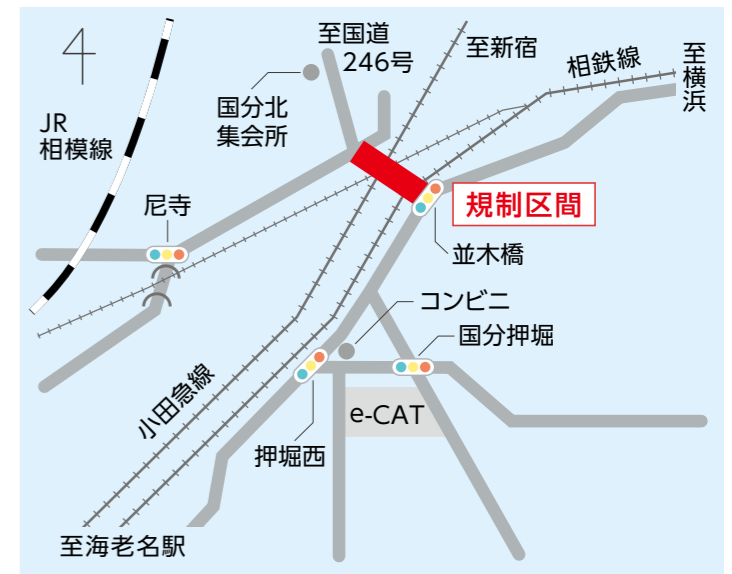 至国道
246号
至新宿
相鉄線
至横浜
国分北
集会所
JR
相模線
尼寺
規制区間
並木橋
コンビニ
国分押堀
小田急線
e-CAT
押堀西
至海老名駅